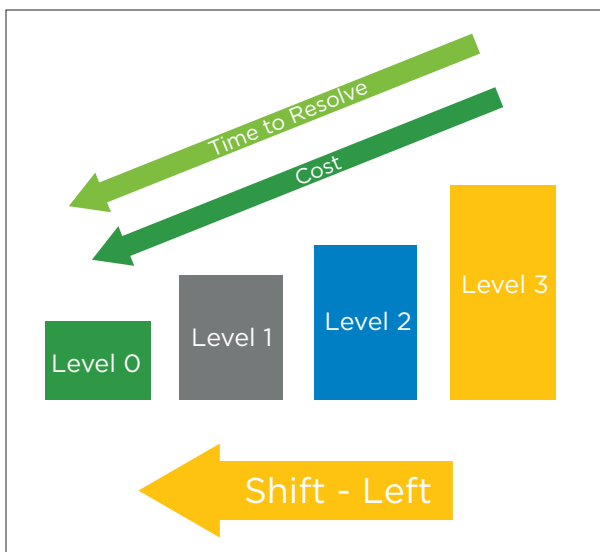 Time to Resolve
Cost
Level 0
Level 1
Level 2
Level 3
Shift - Left